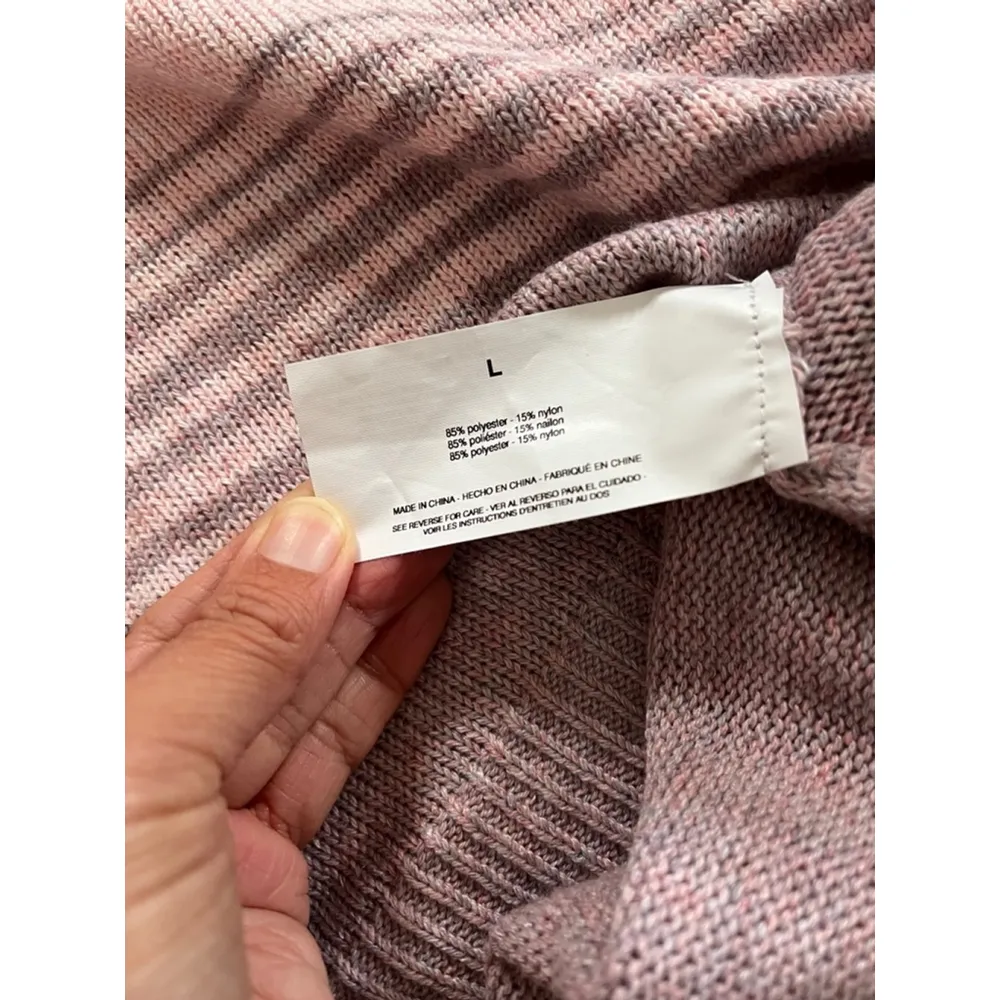 L
85% polyester - 15% nylon
85% poliéster - 15% nailon
85% polyester - 15% nylon
MADE IN CHINA - HECHO EN CHINA - FABRIQUÉ EN CHINE
SEE REVERSE FOR CARE - VER AL REVERSO PARA EL CUIDADO -
VOIR LES INSTRUCTIONS D'ENTRETIEN AU DOS